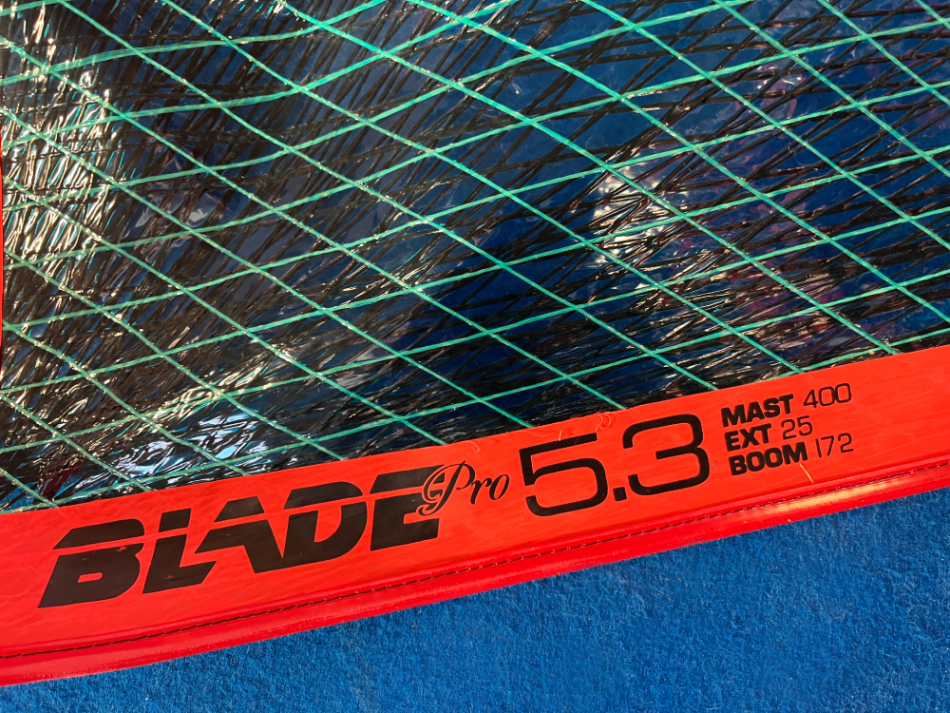 BLADE Pro 5.3
MAST 400
EXT 25
BOOM 172